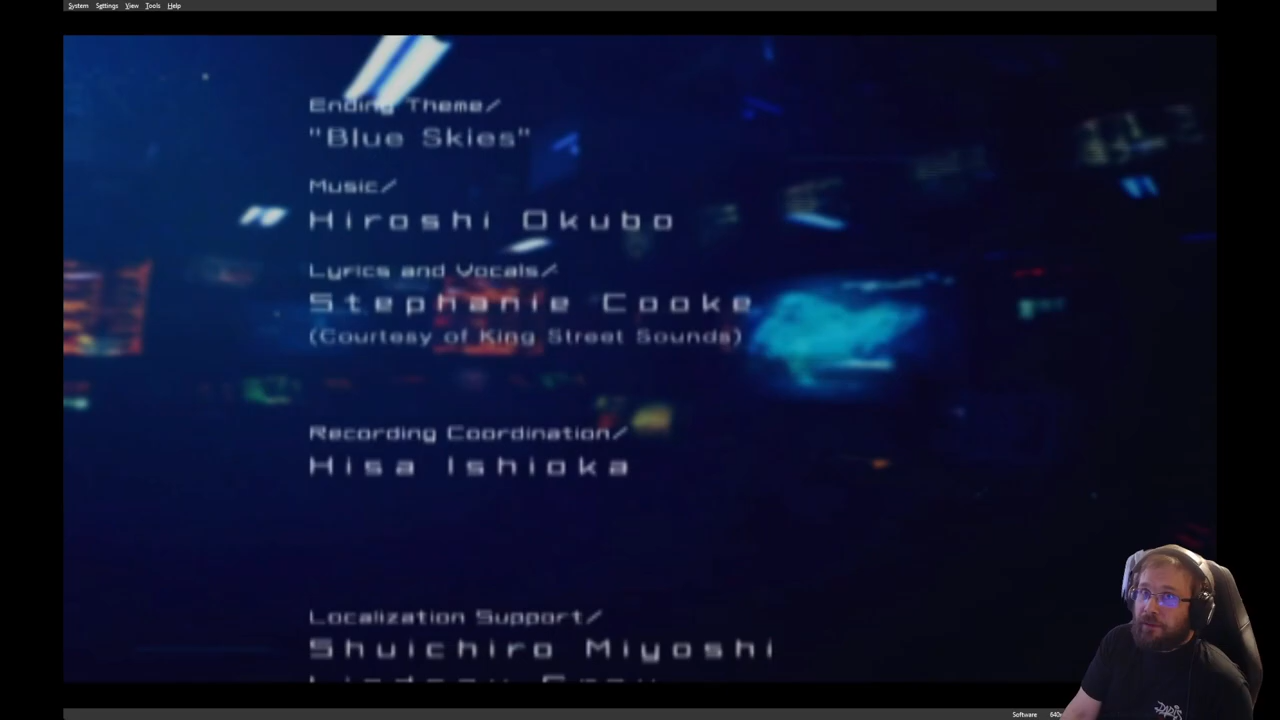 System Settings View Tools Help
Ending Theme/
"Blue Skies"
Music/
Hiroshi Okubo
Lyrics and Vocals/
Stephanie Cooke
(Courtesy of King Street Sounds)
Recording Coordination/
Hisa Ishioka
Localization Support/
Shuichiro Miyoshi
Software